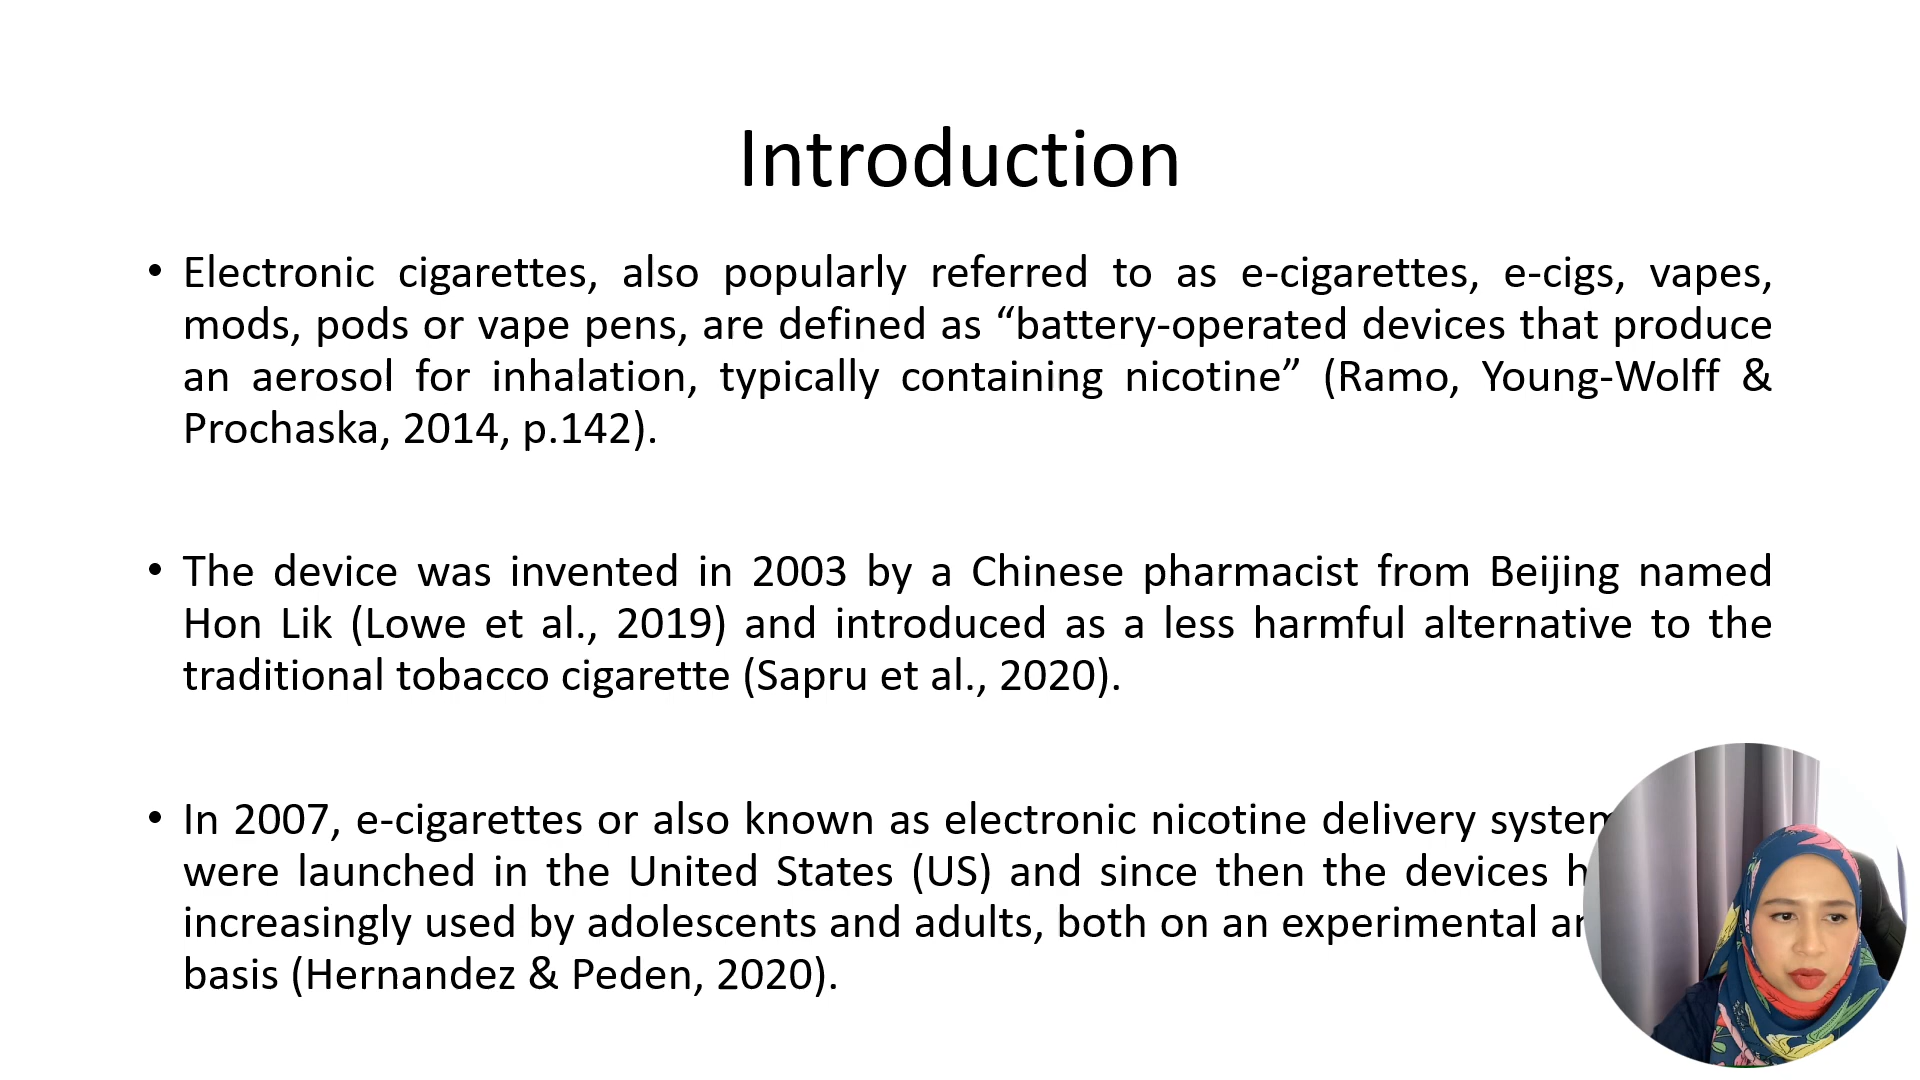 Introduction
• Electronic cigarettes, also popularly referred to as e-cigarettes, e-cigs, vapes,
mods, pods or vape pens, are defined as “battery-operated devices that produce
an aerosol for inhalation, typically containing nicotine” (Ramo, Young-Wolff &
Prochaska, 2014, p.142).
• The device was invented in 2003 by a Chinese pharmacist from Beijing named
Hon Lik (Lowe et al., 2019) and introduced as a less harmful alternative to the
traditional tobacco cigarette (Sapru et al., 2020).
• In 2007, e-cigarettes or also known as electronic nicotine delivery
were launched in the United States (US) and since then the devices
increasingly used by adolescents and adults, both on an experimental
basis (Hernandez & Peden, 2020).